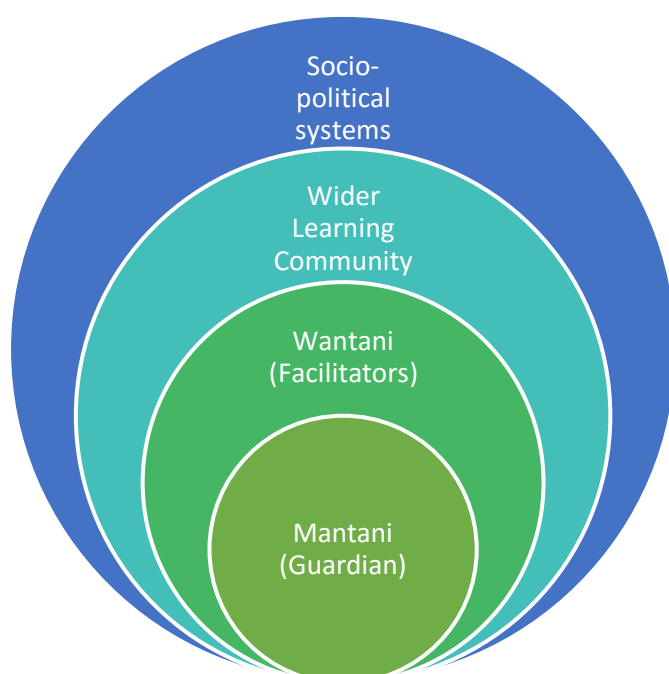 Socio-
political
systems
Wider
Learning
Community
Wantani
(Facilitators)
Mantani
(Guardian)